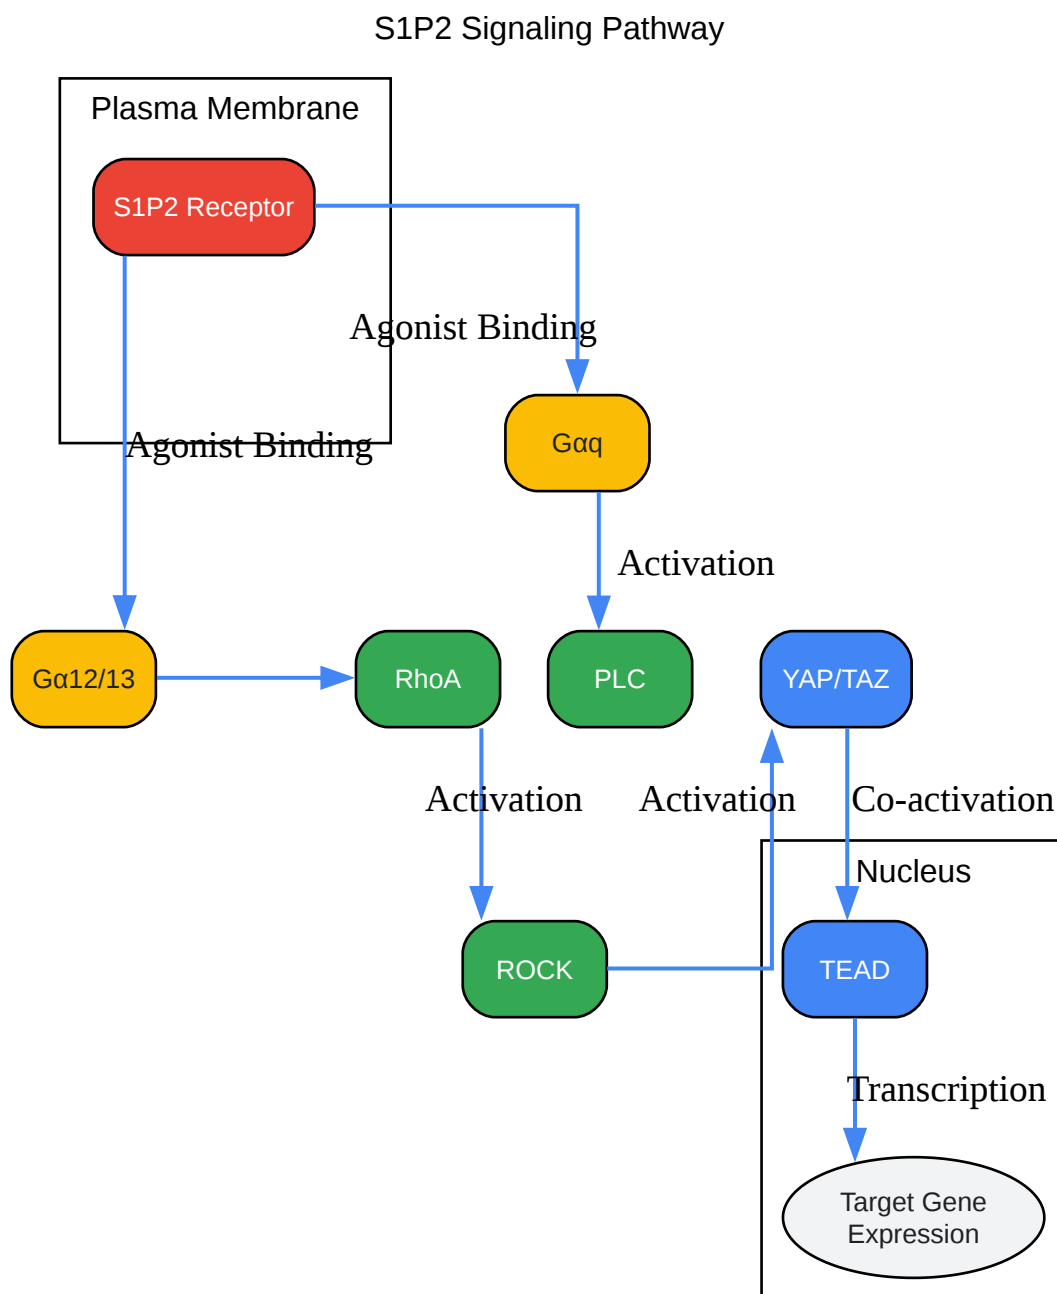 S1P2 Signaling Pathway
Plasma Membrane
S1P2 Receptor
Agonist Binding
Gαq
Agonist Binding
Activation
Gα12/13
RhoA
PLC
YAP/TAZ
Activation
Activation
Co-activation
Nucleus
ROCK
TEAD
Transcription
Target Gene
Expression